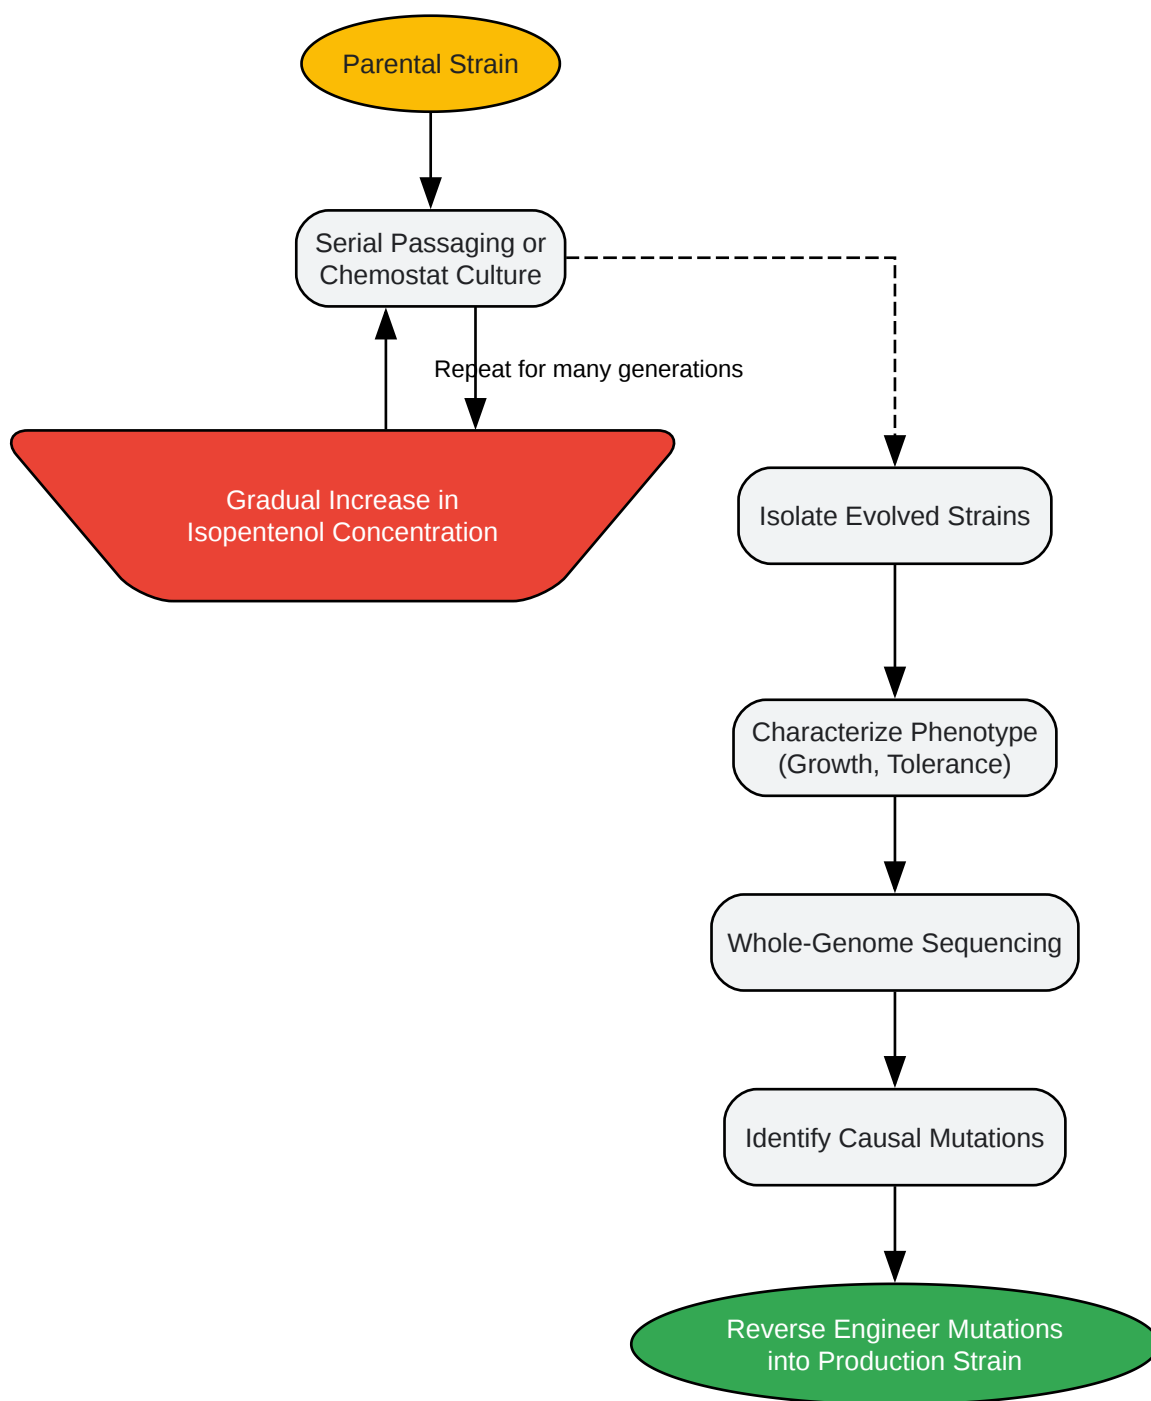 Parental Strain
Serial Passaging or
Chemostat Culture
Repeat for many generations
Gradual Increase in
Isopentenol Concentration
Isolate Evolved Strains
Characterize Phenotype
(Growth, Tolerance)
Whole-Genome Sequencing
Identify Causal Mutations
Reverse Engineer Mutations
into Production Strain